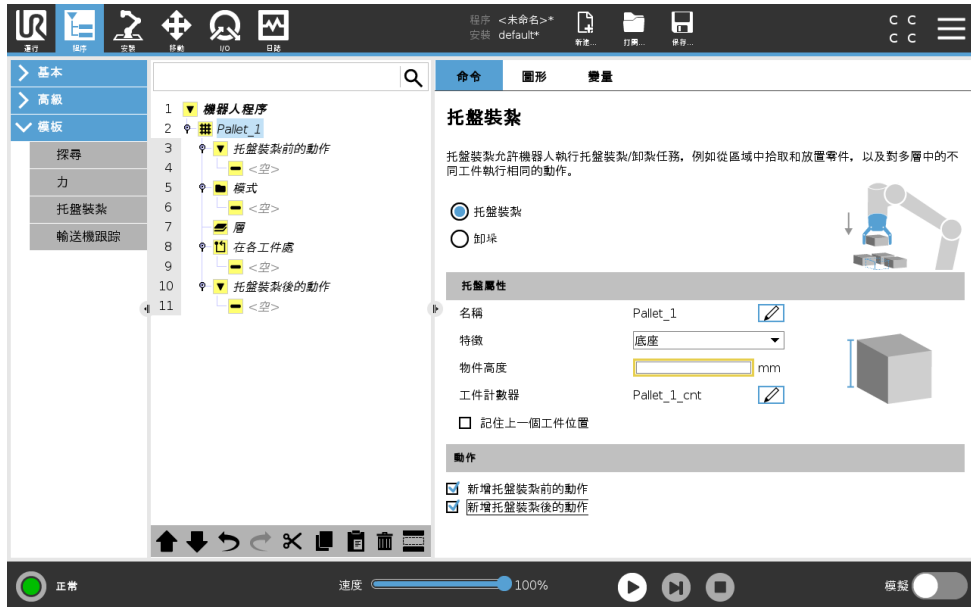 程序 <未命名>*
安裝 default*
C C
C C
運行
程序
安裝
移動
I/O
日誌
新建...
打開...
保存...
基本
高級
模板
探尋
力
托盤裝紮
輸送機跟踪
1 機器人程序
2 Pallet_1
3 托盤裝紮前的動作
4 <空>
5 模式
6 <空>
7 層
8 在各工件處
9 <空>
10 托盤裝紮後的動作
11 <空>
命令 圖形 變量
托盤裝紮
托盤裝紮允許機器人執行托盤裝紮/卸紮任務，例如從區域中拾取和放置零件，以及對多層中的不
同工件執行相同的動作。
托盤裝紮
卸垛
托盤屬性
名稱 Pallet_1
特徵 底座
物件高度 mm
工件計數器 Pallet_1_cnt
記住上一個工件位置
動作
新增托盤裝紮前的動作
新增托盤裝紮後的動作
正常
速度 100%
模擬